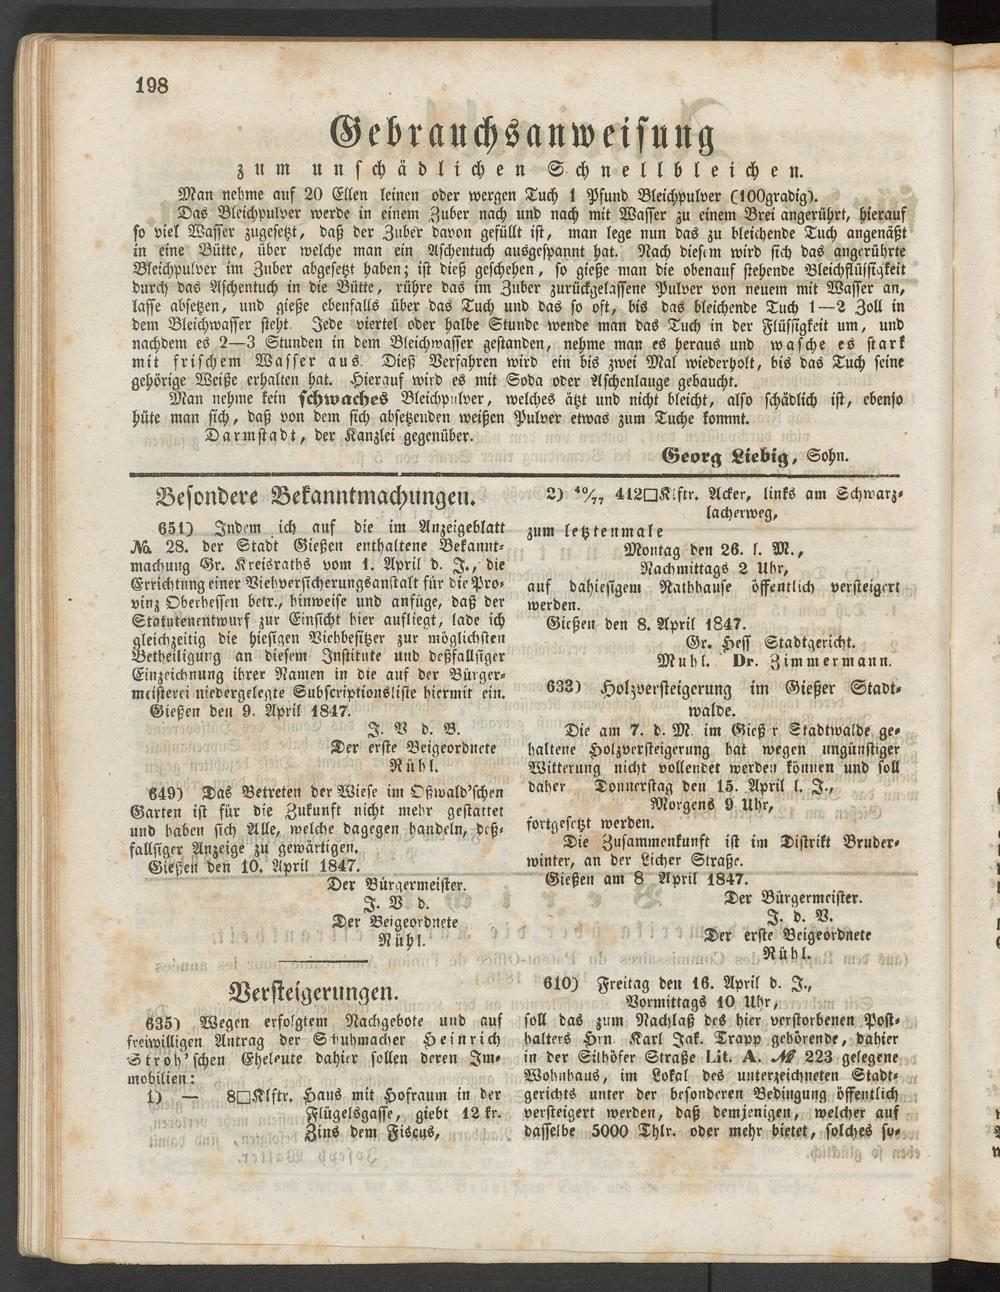 198
Gebrauchsanweisung
zum unschädlichen Schnellbleichen.
Man nehme auf 20 Ellen leinen oder wergen Tuch 1 Pfund Bleichpulver (100gradig).
Das Bleichpulver werde in einem Zuber nach und nach mit Wasser zu einem Brei angerührt, hierauf
so viel Wasser zugesetzt, daß der Zuber davon gefüllt ist, man lege nun das zu bleichende Tuch angenäßt
in eine Bütte, über welche man ein Aschentuch ausgespannt hat. Nach diesem wird sich das angerührte
Bleichpulver im Zuber abgesetzt haben; ist dieß geschehen, so gieße man die obenauf stehende Bleichflüssigkeit
durch das Aschentuch in die Bütte, rühre das im Zuber zurückgelassene Pulver von neuem mit Wasser an,
lasse absetzen, und gieße ebenfalls über das Tuch und das so oft, bis das bleichende Tuch 1—2 Zoll in
dem Bleichwasser steht. Jede viertel oder halbe Stunde wende man das Tuch in der Flüssigkeit um, und
nachdem es 2—3 Stunden in dem Bleichwasser gestanden, nehme man es heraus und wasche es stark
mit frischem Wasser aus. Dieß Verfahren wird ein bis zwei Mal wiederholt, bis das Tuch seine
gehörige Weiße erhalten hat. Hierauf wird es mit Soda oder Aschenlauge gebaucht.
Man nehme kein schwaches Bleichpulver, welches ätzt und nicht bleicht, also schädlich ist, ebenso
hüte man sich, daß von dem sich absetzenden weißen Pulver etwas zum Tuche kommt.
Darmstadt, der Kanzlei gegenüber.
Georg Liebig, Sohn.
Besondere Bekanntmachungen.
651) Indem ich auf die im Anzeigeblatt
No. 28. der Stadt Gießen enthaltene Bekannt-
machung Gr. Kreisraths vom 1. April d. J., die
Errichtung einer Viehversicherungsanstalt für die Pro-
vinz Oberhessen betr., hinweise und anfüge, daß der
Statutenentwurf zur Einsicht hier aufliegt, lade ich
gleichzeitig die hiesigen Viehbesitzer zur möglichsten
Betheiligung an diesem Institute und deßfallsiger
Einzeichnung ihrer Namen in die auf der Bürger-
meisterei niedergelegte Subscriptionsliste hiermit ein.
Gießen den 9. April 1847.
J. V d. B.
Der erste Beigeordnete
Rühl.
649) Das Betreten der Wiese im Oßwald'schen
Garten ist für die Zukunft nicht mehr gestattet
und haben sich Alle, welche dagegen handeln, deß-
fallsiger Anzeige zu gewärtigen.
Gießen den 10. April 1847.
Der Bürgermeister.
J. V d.
Der Beigeordnete
Rühl.
Versteigerungen.
635) Wegen erfolgtem Nachgebote und auf
freiwilligen Antrag der Schuhmacher Heinrich
Stroh'schen Eheleute dahier sollen deren Im-
mobilien:
1) — 8□Klftr. Haus mit Hofraum in der
Flügelsgasse, giebt 12 kr.
Zins dem Fiscus,
2) 40/77 412□Klftr. Acker, links am Schwarz-
lacherweg,
zum letztenmale
Montag den 26. l. M.,
Nachmittags 2 Uhr,
auf dahiesigem Rathhause öffentlich versteigert
werden.
Gießen den 8. April 1847.
Gr. Hess Stadtgericht.
Muhl. Dr. Zimmermann.
633) Holzversteigerung im Gießer Stadt-
walde.
Die am 7. d. M. im Gieß r Stadtwalde ge-
haltene Holzversteigerung hat wegen ungünstiger
Witterung nicht vollendet werden können und soll
daher Donnerstag den 15. April l. J.,
Morgens 9 Uhr,
fortgesetzt werden.
Die Zusammenkunft ist im Distrikt Bruder-
winter, an der Licher Straße.
Gießen am 8 April 1847.
Der Bürgermeister.
J. d. V.
Der erste Beigeordnete
Rühl.
610) Freitag den 16. April d. J.,
Vormittags 10 Uhr,
soll das zum Nachlaß des hier verstorbenen Post-
halters Hrn. Karl Jak. Trapp gehörende, dahier
in der Silhöfer Straße Lit. A. № 223 gelegene
Wohnhaus, im Lokal des unterzeichneten Stadt-
gerichts unter der besonderen Bedingung öffentlich
versteigert werden, daß demjenigen, welcher auf
dasselbe 5000 Thlr. oder mehr bietet, solches so-